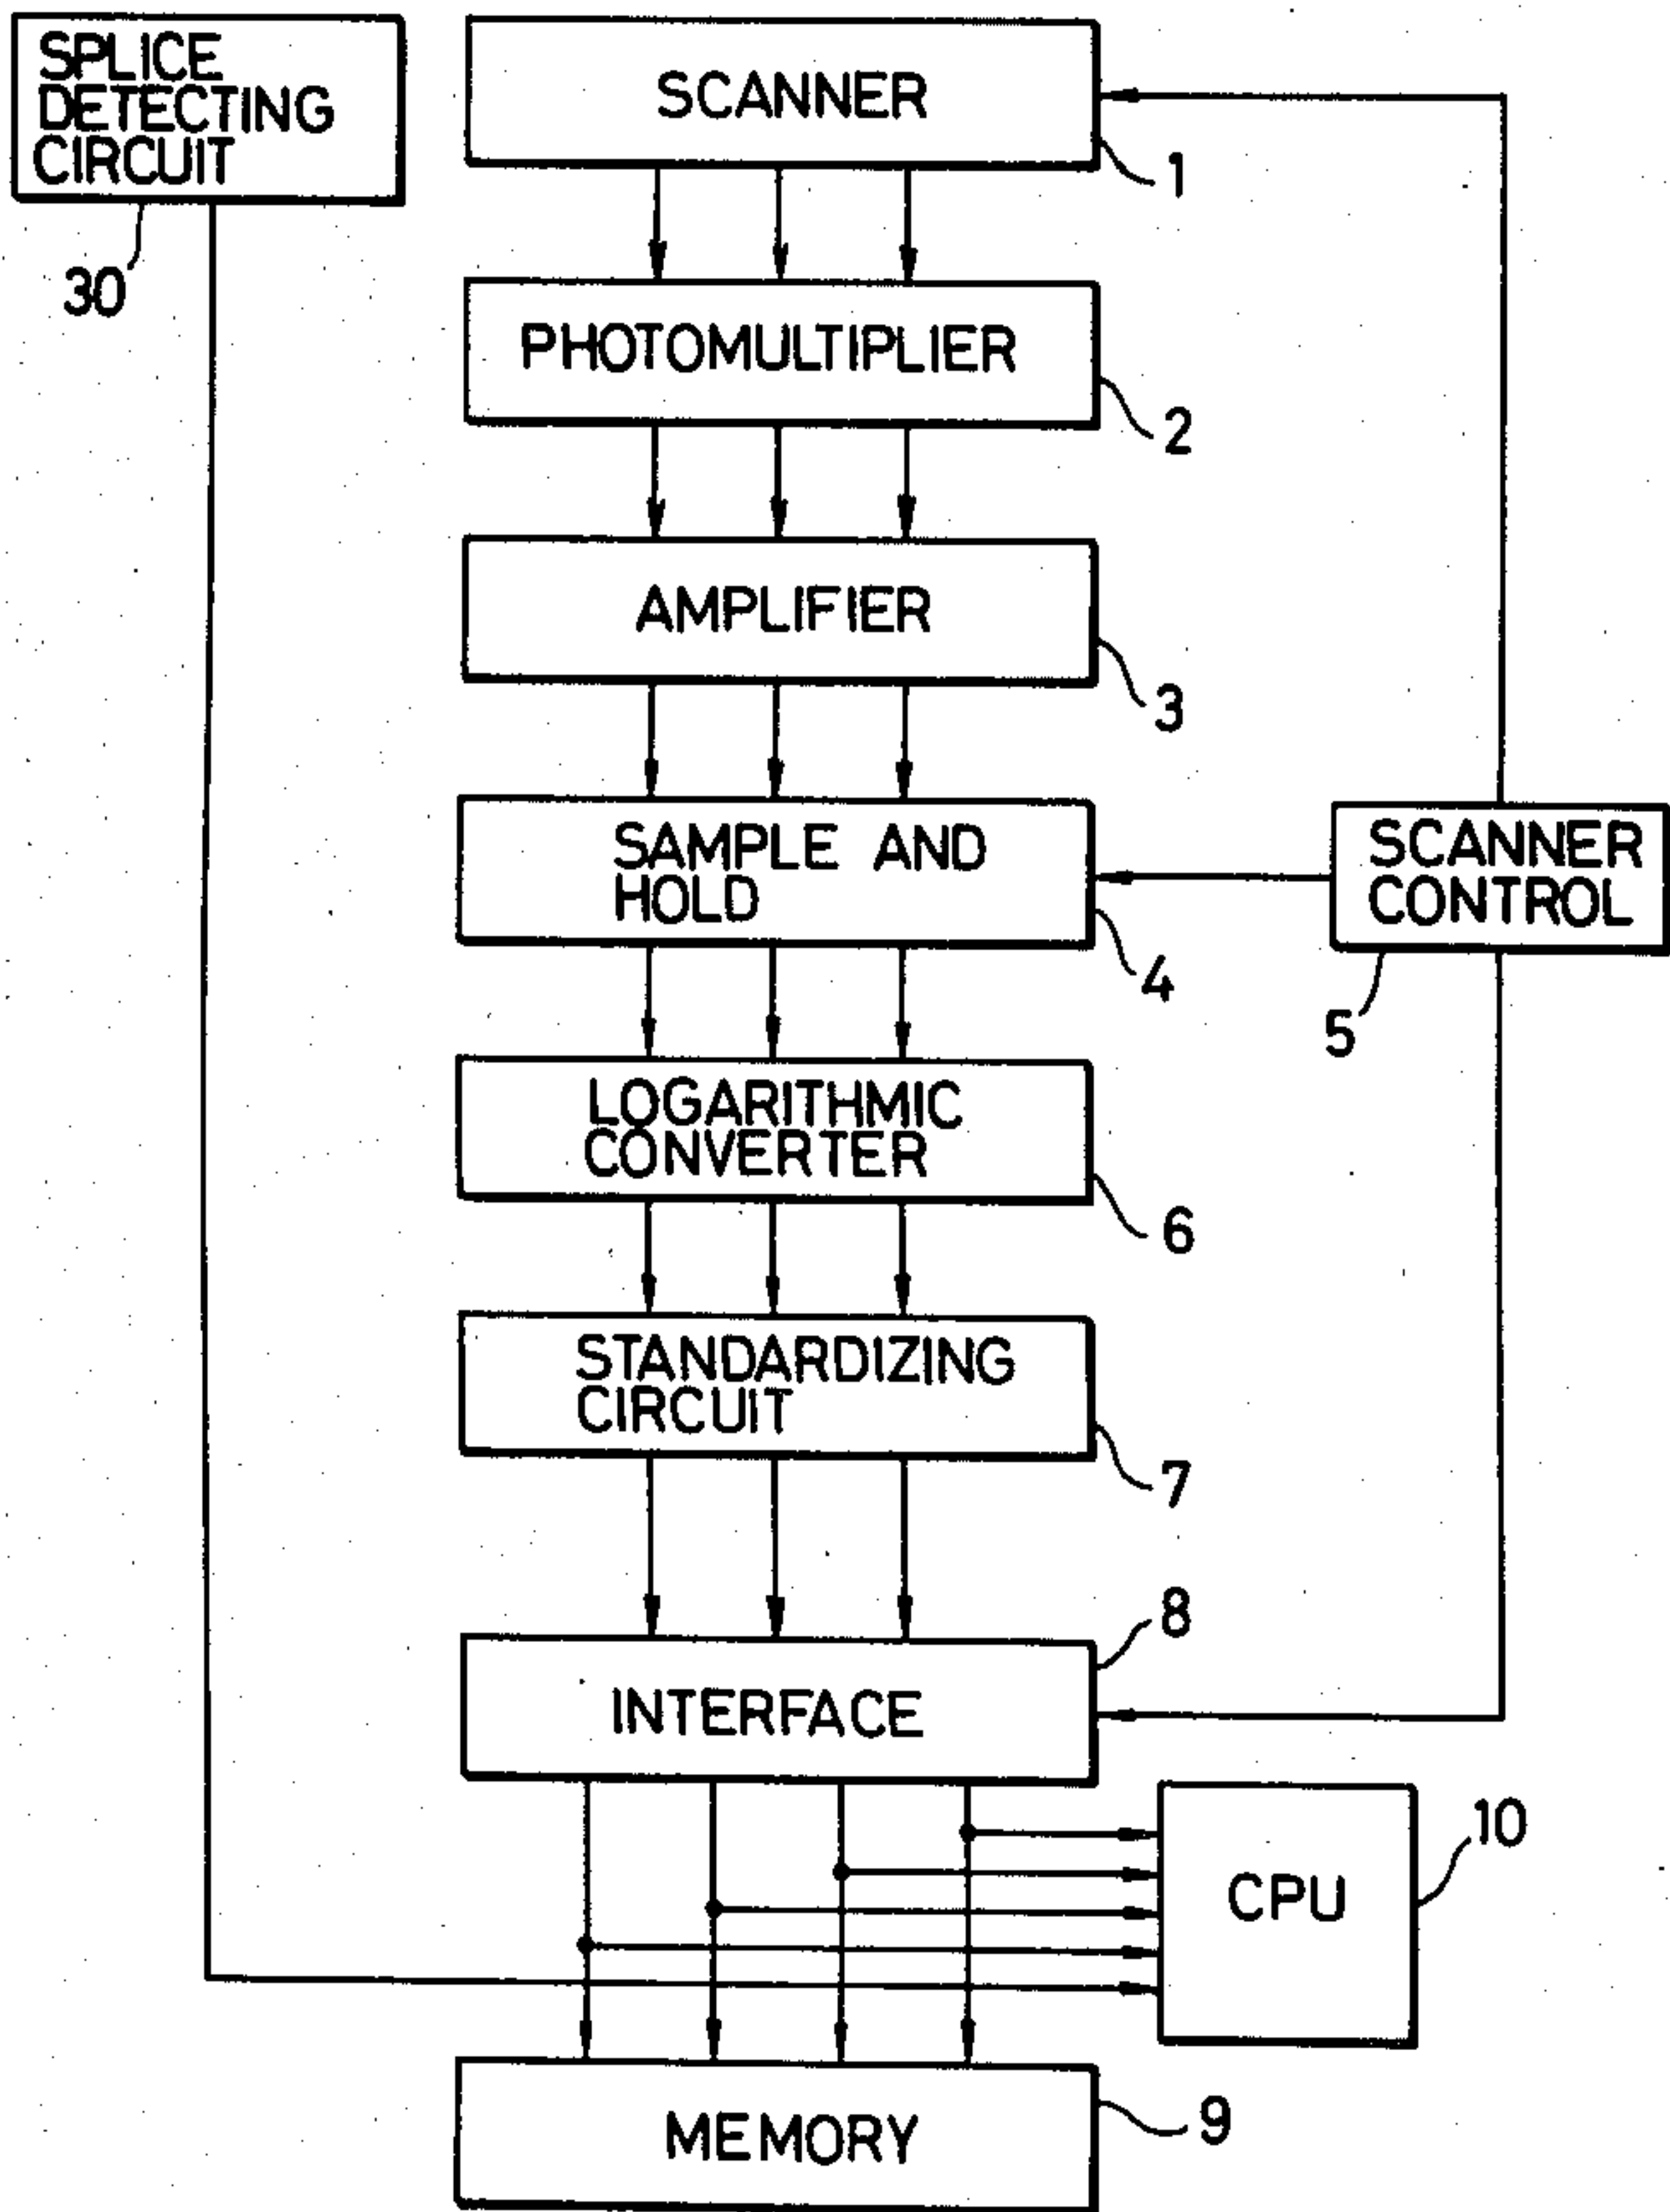 SPLICE
DETECTING
CIRCUIT
30
SCANNER
1
PHOTOMULTIPLIER
2
AMPLIFIER
3
SAMPLE AND
HOLD
4
SCANNER
CONTROL
5
LOGARITHMIC
CONVERTER
6
STANDARDIZING
CIRCUIT
7
INTERFACE
8
CPU
10
MEMORY
9